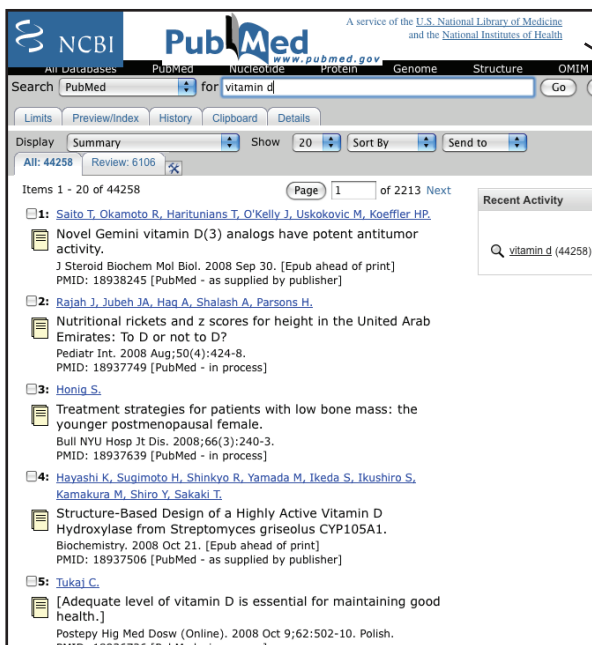 A service of the U.S. National Library of Medicine
and the National Institutes of Health
NCBI
PubMed
www.pubmed.gov
All Databases PubMed Nucleotide Protein Genome Structure OMIM
Search PubMed for vitamin d Go
Limits Preview/Index History Clipboard Details
Display Summary Show 20 Sort By Send to
All: 44258 Review: 6106
Items 1 - 20 of 44258 Page 1 of 2213 Next
Recent Activity
vitamin d (44258)
1: Saito T, Okamoto R, Haritunians T, O'Kelly J, Uskokovic M, Koeffler HP.
Novel Gemini vitamin D(3) analogs have potent antitumor
activity.
J Steroid Biochem Mol Biol. 2008 Sep 30. [Epub ahead of print]
PMID: 18938245 [PubMed - as supplied by publisher]
2: Rajah J, Jubeh JA, Haq A, Shalash A, Parsons H.
Nutritional rickets and z scores for height in the United Arab
Emirates: To D or not to D?
Pediatr Int. 2008 Aug;50(4):424-8.
PMID: 18937749 [PubMed - in process]
3: Honig S.
Treatment strategies for patients with low bone mass: the
younger postmenopausal female.
Bull NYU Hosp Jt Dis. 2008;66(3):240-3.
PMID: 18937639 [PubMed - in process]
4: Hayashi K, Sugimoto H, Shinkyo R, Yamada M, Ikeda S, Ikushiro S,
Kamakura M, Shiro Y, Sakaki T.
Structure-Based Design of a Highly Active Vitamin D
Hydroxylase from Streptomyces griseolus CYP105A1.
Biochemistry. 2008 Oct 21. [Epub ahead of print]
PMID: 18937506 [PubMed - as supplied by publisher]
5: Tukaj C.
[Adequate level of vitamin D is essential for maintaining good
health.]
Postepy Hig Med Dosw (Online). 2008 Oct 9;62:502-10. Polish.